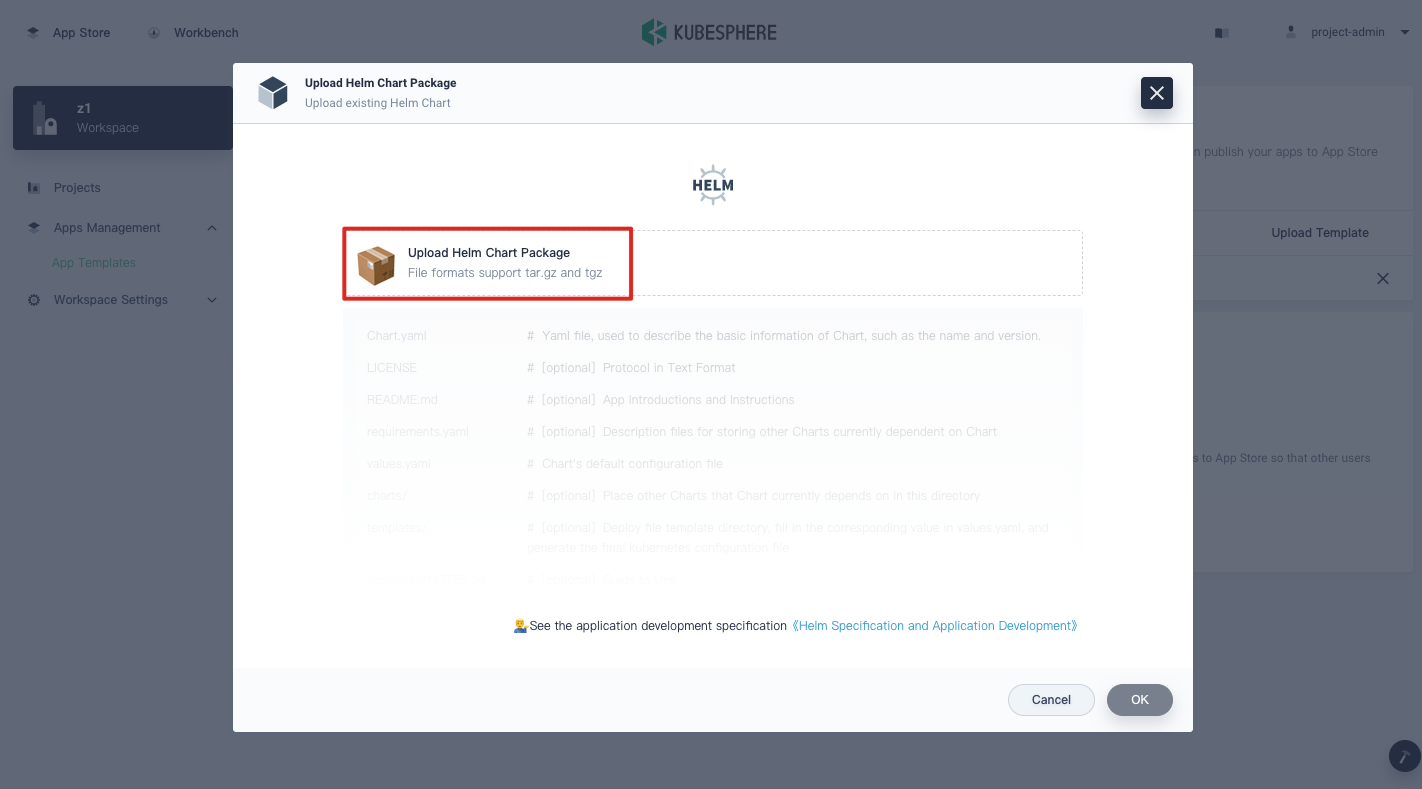 App Store
Workbench
KUBESPHERE
project-admin
z1
Workspace
Projects
Apps Management
App Templates
Workspace Settings
Upload Helm Chart Package
Upload existing Helm Chart
HELM
Upload Helm Chart Package
File formats support tar.gz and tgz
Chart.yaml # Yaml file, used to describe the basic information of Chart, such as the name and version.
LICENSE # [optional] Protocol in Text Format
README.md # [optional] App Introductions and Instructions
requirements.yaml # [optional] Description files for storing other Charts currently dependent on Chart
values.yaml # Chart's default configuration file
charts/ # [optional] Place other Charts that Chart currently depends on in this directory
templates/ # [optional] Deploy file template directory, fill in the corresponding value in values.yaml, and
generate the final kubernetes configuration file
See the application development specification 《Helm Specification and Application Development》
Cancel
OK
n publish your apps to App Store
Upload Template
s to App Store so that other users